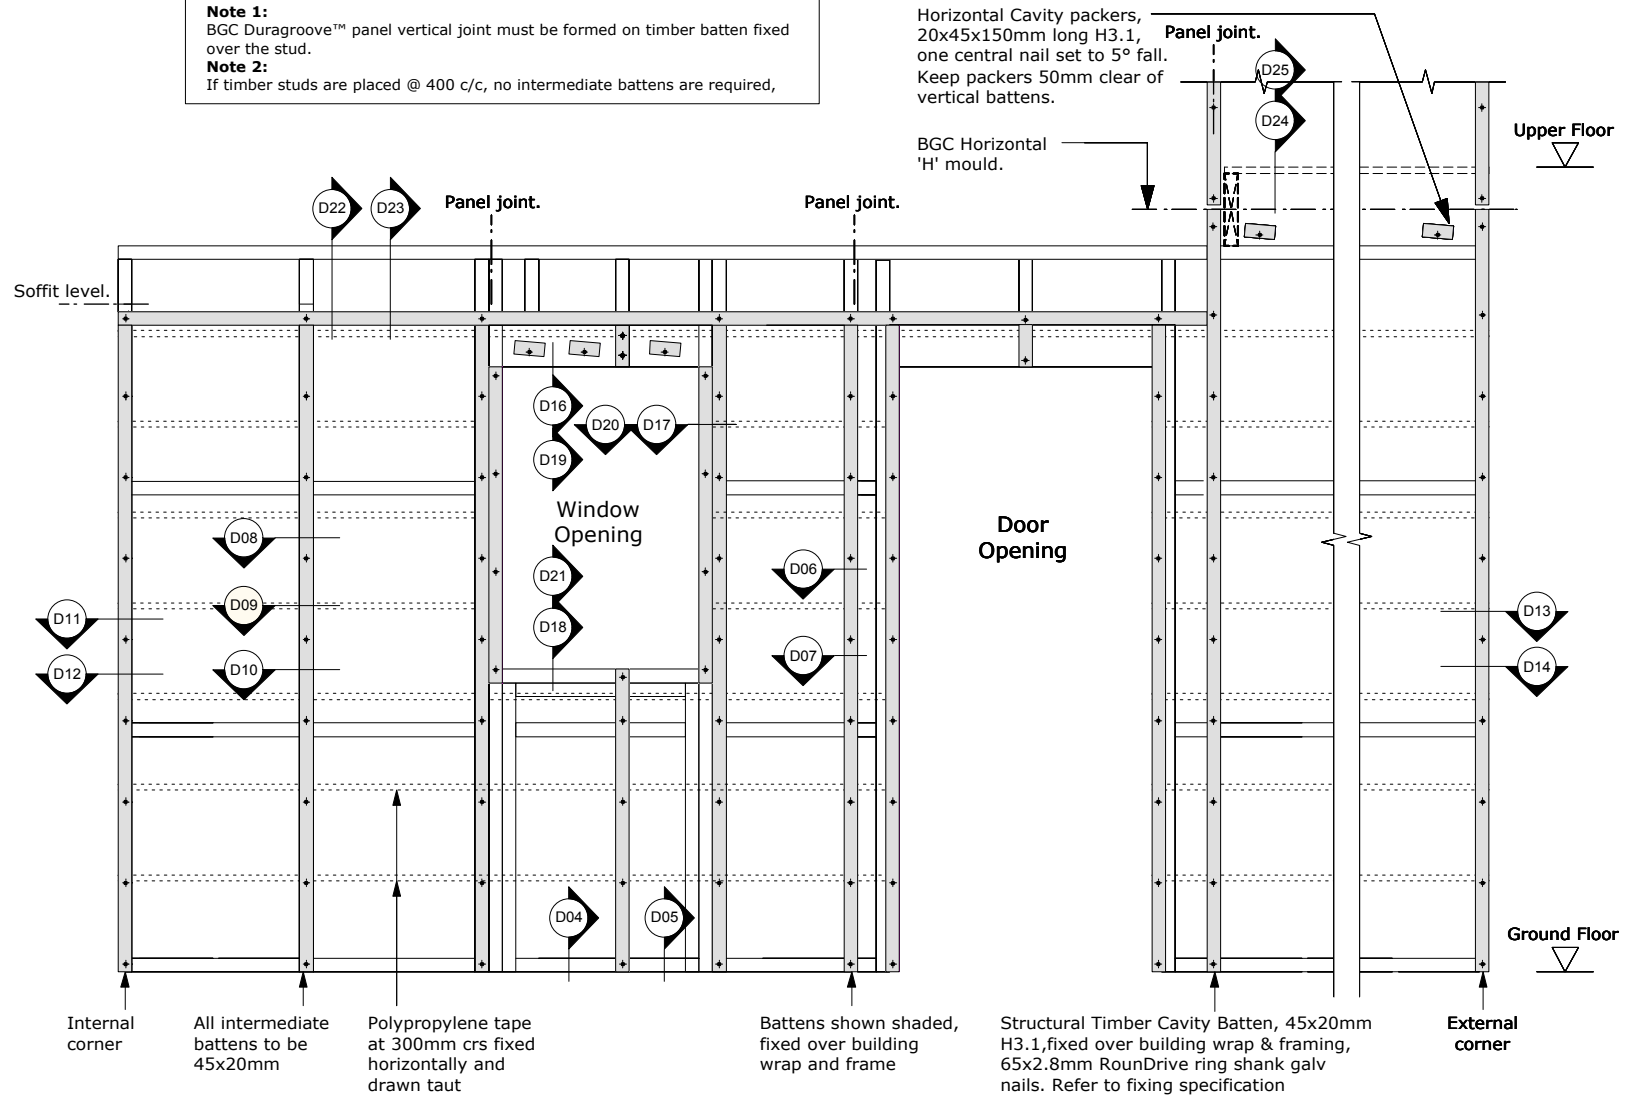 Note 1:
BGC Duragroove™ panel vertical joint must be formed on timber batten fixed
over the stud.
Note 2:
If timber studs are placed @ 400 c/c, no intermediate battens are required,
Horizontal Cavity packers,
20x45x150mm long H3.1,
one central nail set to 5° fall.
Keep packers 50mm clear of
vertical battens.
Panel joint.
D25
D24
BGC Horizontal
'H' mould.
Upper Floor
D22
D23
Panel joint.
Panel joint.
Soffit level.
D16
D20
D17
D19
Window
Opening
Door
Opening
D08
D21
D06
D09
D11
D18
D13
D12
D10
D07
D14
D04
D05
Ground Floor
Internal
corner
All intermediate
battens to be
45x20mm
Polypropylene tape
at 300mm crs fixed
horizontally and
drawn taut
Battens shown shaded,
fixed over building
wrap and frame
Structural Timber Cavity Batten, 45x20mm
H3.1,fixed over building wrap & framing,
65x2.8mm RounDrive ring shank galv
nails. Refer to fixing specification
External
corner